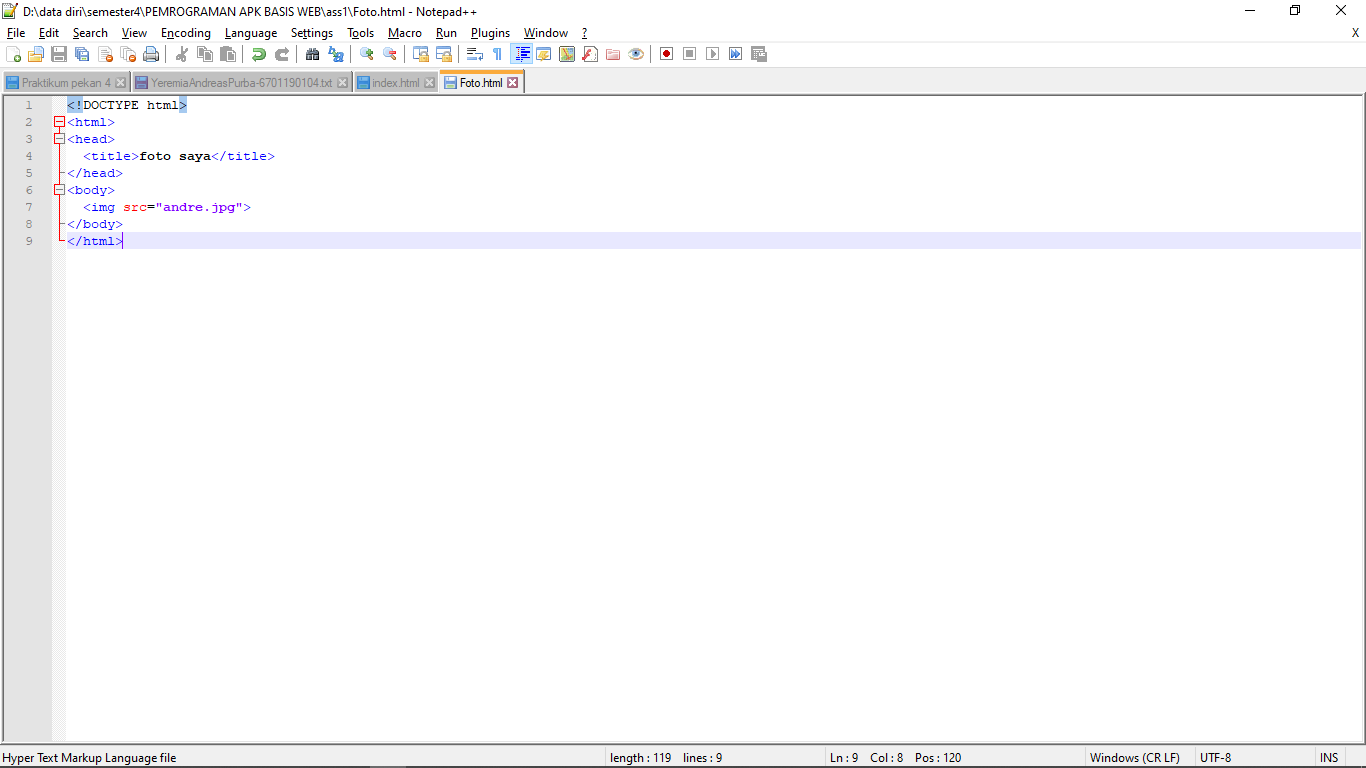 D:\data diri\semester4\PEMROGRAMAN APK BASIS WEB\ass1\Foto.html - Notepad++
File Edit Search View Encoding Language Settings Tools Macro Run Plugins Window ? X
Praktikum pekan 4 YeremiaAndreasPurba-6701190104.txt index.html Foto.html
1 <!DOCTYPE html>
2 <html>
3 <head>
4 <title>foto saya</title>
5 </head>
6 <body>
7 <img src="andre.jpg">
8 </body>
9 </html>
Hyper Text Markup Language file length : 119 lines : 9 Ln : 9 Col : 8 Pos : 120 Windows (CR LF) UTF-8 INS